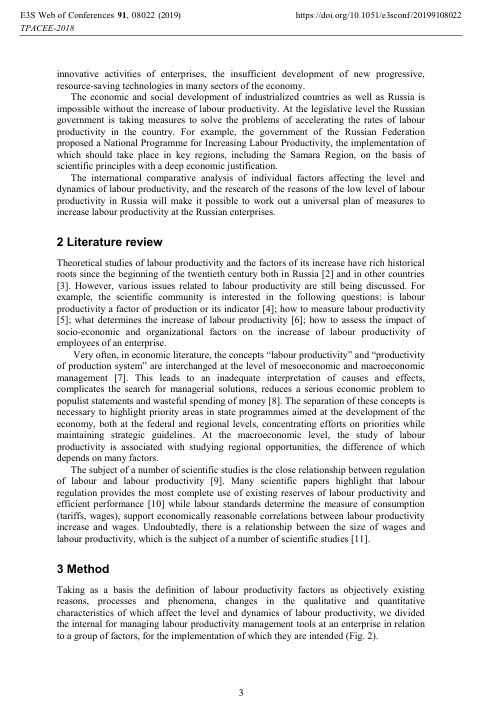 E3S Web of Conferences 91, 08022 (2019)
https://doi.org/10.1051/e3sconf/20199108022
TPACEE-2018
innovative activities of enterprises, the insufficient development of new progressive,
resource-saving technologies in many sectors of the economy.
The economic and social development of industrialized countries as well as Russia is
impossible without the increase of labour productivity. At the legislative level the Russian
government is taking measures to solve the problems of accelerating the rates of labour
productivity in the country. For example, the government of the Russian Federation
proposed a National Programme for Increasing Labour Productivity, the implementation of
which should take place in key regions, including the Samara Region, on the basis of
scientific principles with a deep economic justification.
The international comparative analysis of individual factors affecting the level and
dynamics of labour productivity, and the research of the reasons of the low level of labour
productivity in Russia will make it possible to work out a universal plan of measures to
increase labour productivity at the Russian enterprises.
2 Literature review
Theoretical studies of labour productivity and the factors of its increase have rich historical
roots since the beginning of the twentieth century both in Russia [2] and in other countries
[3]. However, various issues related to labour productivity are still being discussed. For
example, the scientific community is interested in the following questions: is labour
productivity a factor of production or its indicator [4]; how to measure labour productivity
[5]; what determines the increase of labour productivity [6]; how to assess the impact of
socio-economic and organizational factors on the increase of labour productivity of
employees of an enterprise.
Very often, in economic literature, the concepts “labour productivity” and “productivity
of production system” are interchanged at the level of mesoeconomic and macroeconomic
management [7]. This leads to an inadequate interpretation of causes and effects,
complicates the search for managerial solutions, reduces a serious economic problem to
populist statements and wasteful spending of money [8]. The separation of these concepts is
necessary to highlight priority areas in state programmes aimed at the development of the
economy, both at the federal and regional levels, concentrating efforts on priorities while
maintaining strategic guidelines. At the macroeconomic level, the study of labour
productivity is associated with studying regional opportunities, the difference of which
depends on many factors.
The subject of a number of scientific studies is the close relationship between regulation
of labour and labour productivity [9]. Many scientific papers highlight that labour
regulation provides the most complete use of existing reserves of labour productivity and
efficient performance [10] while labour standards determine the measure of consumption
(tariffs, wages), support economically reasonable correlations between labour productivity
increase and wages. Undoubtedly, there is a relationship between the size of wages and
labour productivity, which is the subject of a number of scientific studies [11].
3 Method
Taking as a basis the definition of labour productivity factors as objectively existing
reasons, processes and phenomena, changes in the qualitative and quantitative
characteristics of which affect the level and dynamics of labour productivity, we divided
the internal for managing labour productivity management tools at an enterprise in relation
to a group of factors, for the implementation of which they are intended (Fig. 2).
3